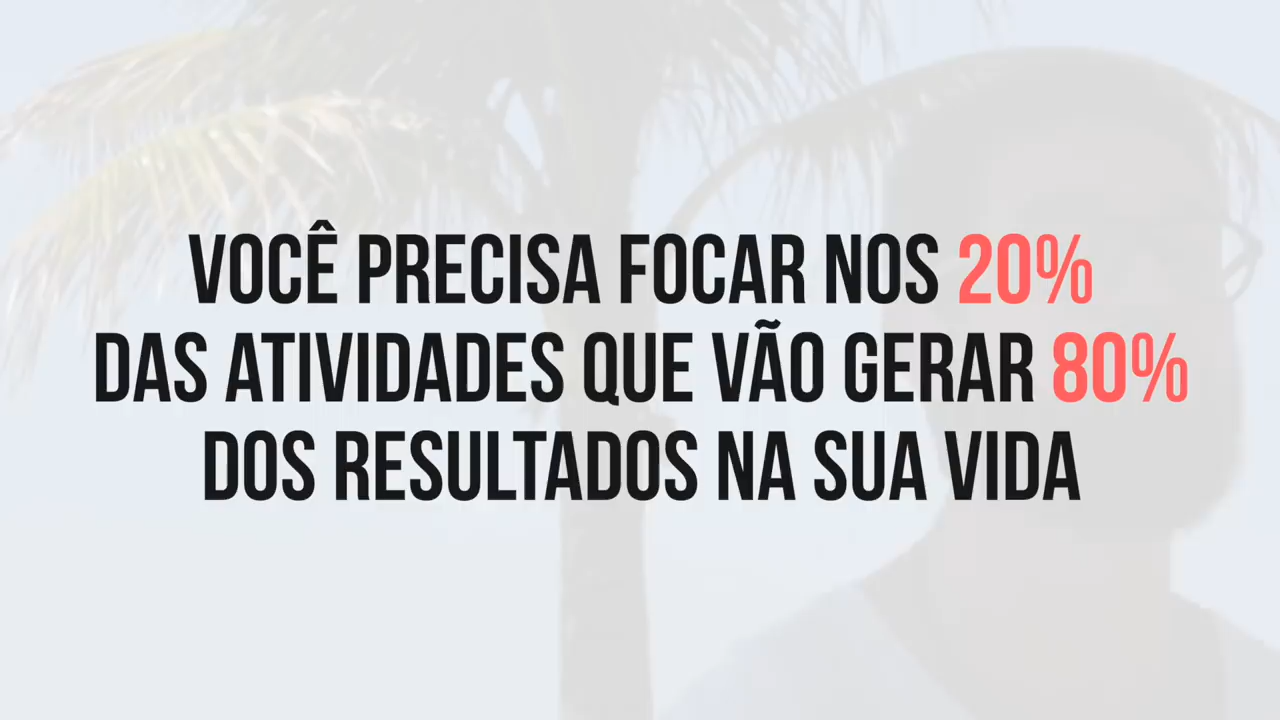 VOCÊ PRECISA FOCAR NOS 20%
DAS ATIVIDADES QUE VÃO GERAR 80%
DOS RESULTADOS NA SUA VIDA